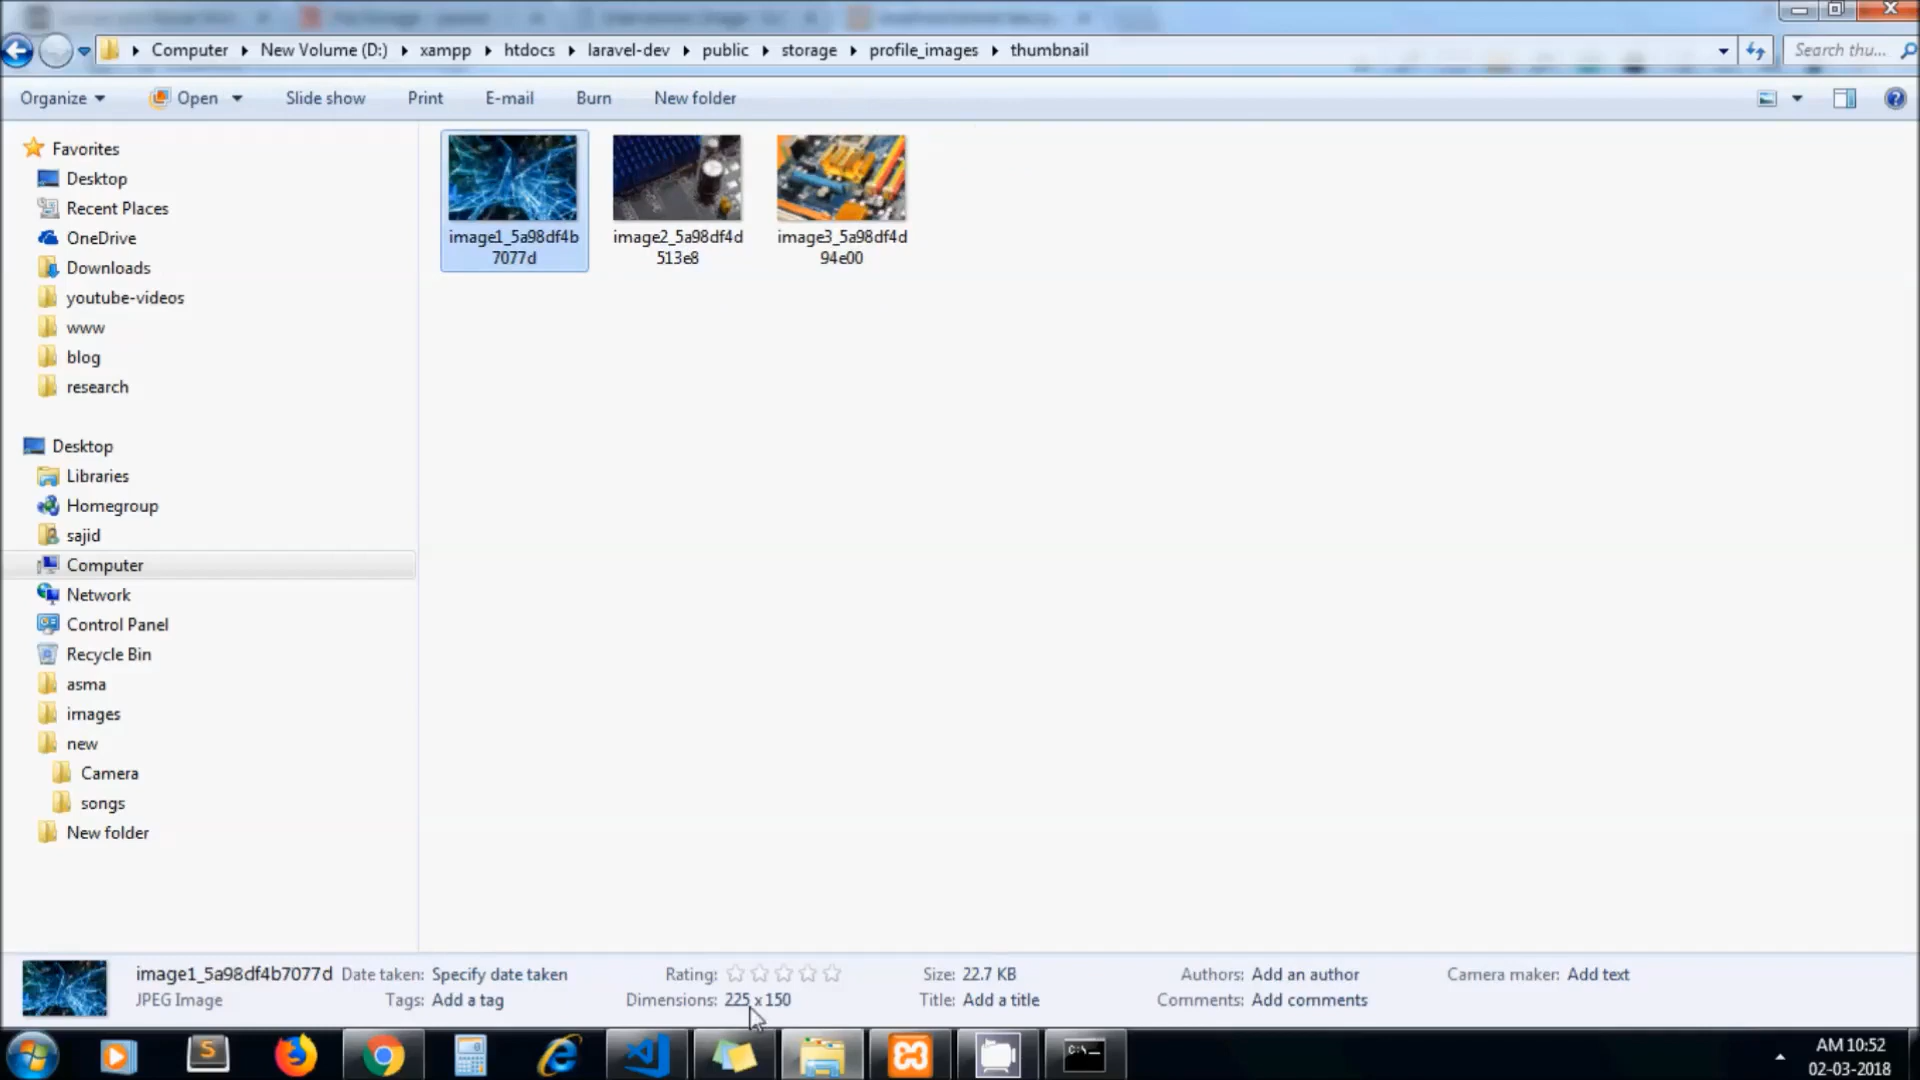 Computer New Volume (D:) xampp htdocs laravel-dev public storage profile_images thumbnail Search thu...
Organize Open Slide show Print E-mail Burn New folder
Favorites
Desktop
Recent Places
OneDrive
Downloads
youtube-videos
www
blog
research
Desktop
Libraries
Homegroup
sajid
Computer
Network
Control Panel
Recycle Bin
asma
images
new
Camera
songs
New folder
image1_5a98df4b
7077d
image2_5a98df4d
513e8
image3_5a98df4d
94e00
image1_5a98df4b7077d Date taken: Specify date taken Rating: Size: 22.7 KB Authors: Add an author Camera maker: Add text
JPEG Image Tags: Add a tag Dimensions: 225 x 150 Title: Add a title Comments: Add comments
AM 10:52
02-03-2018